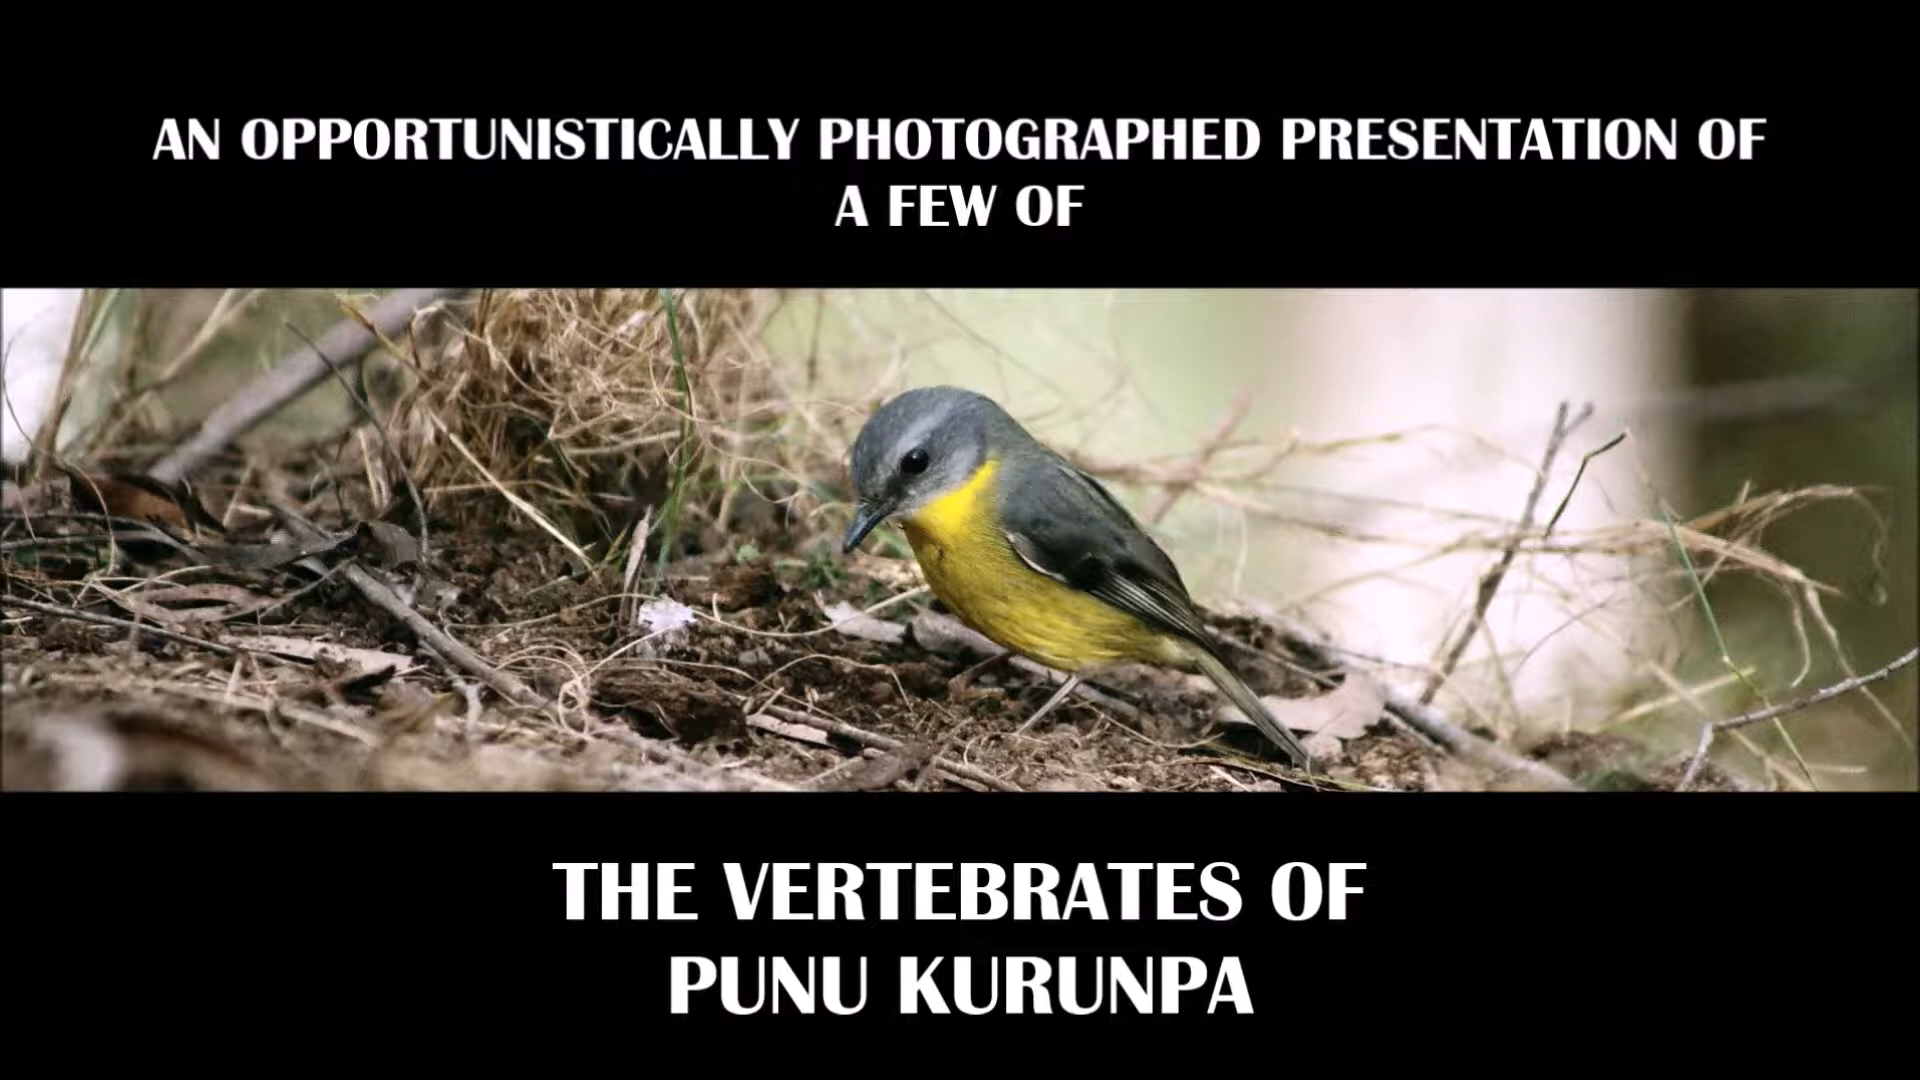 AN OPPORTUNISTICALLY PHOTOGRAPHED PRESENTATION OF
A FEW OF
THE VERTEBRATES OF
PUNU KURUNPA